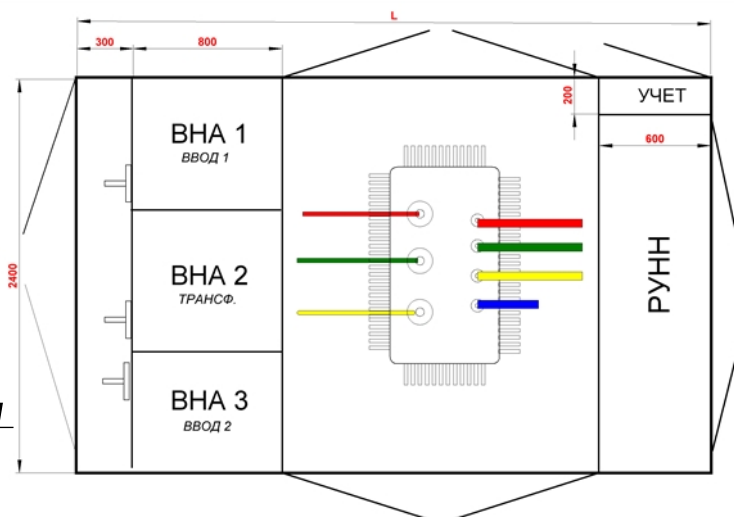 L
300
800
200
УЧЕТ
600
ВНА 1
ВВОД 1
2400
ВНА 2
ТРАНСФ.
РУНН
ВНА 3
ВВОД 2